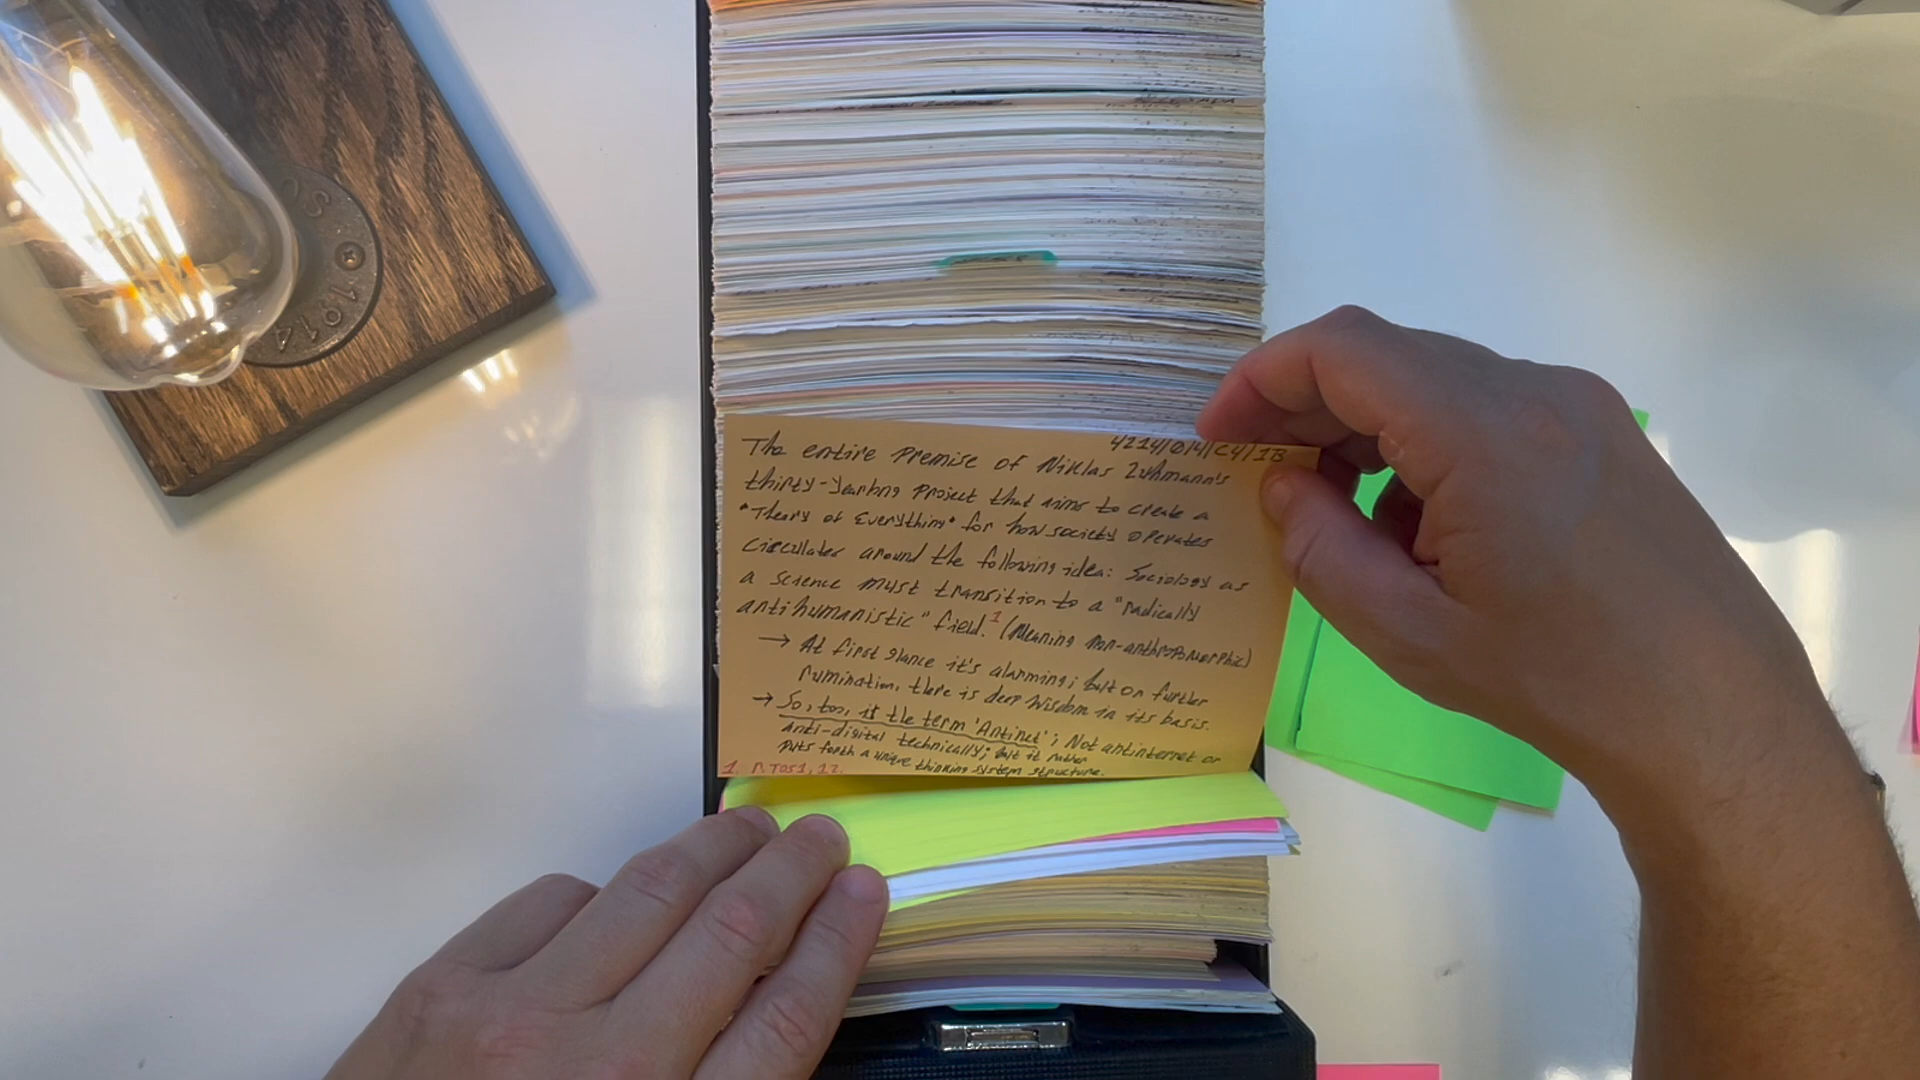 4214/0/4/C4/1B
The entire premise of Niklas Luhmann's
thirty-yearlong project that aims to create a
"Theory of Everything" for how society operates
circulates around the following idea: Sociology as
a science must transition to a "radically
antihumanistic" field.1 (Meaning non-anthropomorphic)
→ At first glance it's alarming; but on further
rumination, there is deep wisdom in its basis.
→ So, too, is the term 'Antinet'; Not antinternet or
anti-digital technically; but it rather
puts forth a unique thinking system structure.
1. r.TOS1, 12.
1914